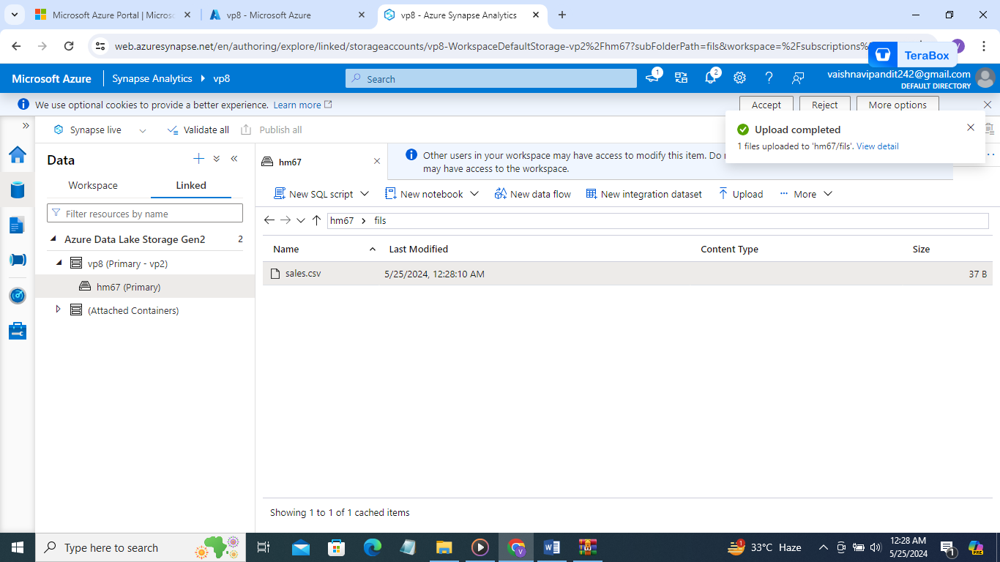 Microsoft Azure Portal | Micros
vp8 - Microsoft Azure
vp8 - Azure Synapse Analytics
web.azuresynapse.net/en/authoring/explore/linked/storageaccounts/vp8-WorkspaceDefaultStorage-vp2%2Fhm67?subFolderPath=fils&workspace=%2Fsubscriptions%
V
TeraBox
Microsoft Azure
Synapse Analytics
vp8
Search
1
2
vaishnavipandit242@gmail.com
DEFAULT DIRECTORY
We use optional cookies to provide a better experience. Learn more
Accept
Reject
More options
Upload completed
1 files uploaded to 'hm67/fils'. View detail
Synapse live
Validate all
Publish all
Data
Workspace
Linked
Filter resources by name
Azure Data Lake Storage Gen2
2
vp8 (Primary - vp2)
hm67 (Primary)
(Attached Containers)
hm67
Other users in your workspace may have access to modify this item. Do
may have access to the workspace.
New SQL script
New notebook
New data flow
New integration dataset
Upload
More
hm67
fils
Name
Last Modified
Content Type
Size
sales.csv
5/25/2024, 12:28:10 AM
37 B
Showing 1 to 1 of 1 cached items
Type here to search
V
1
33°C Haze
12:28 AM
5/25/2024
1
PRE